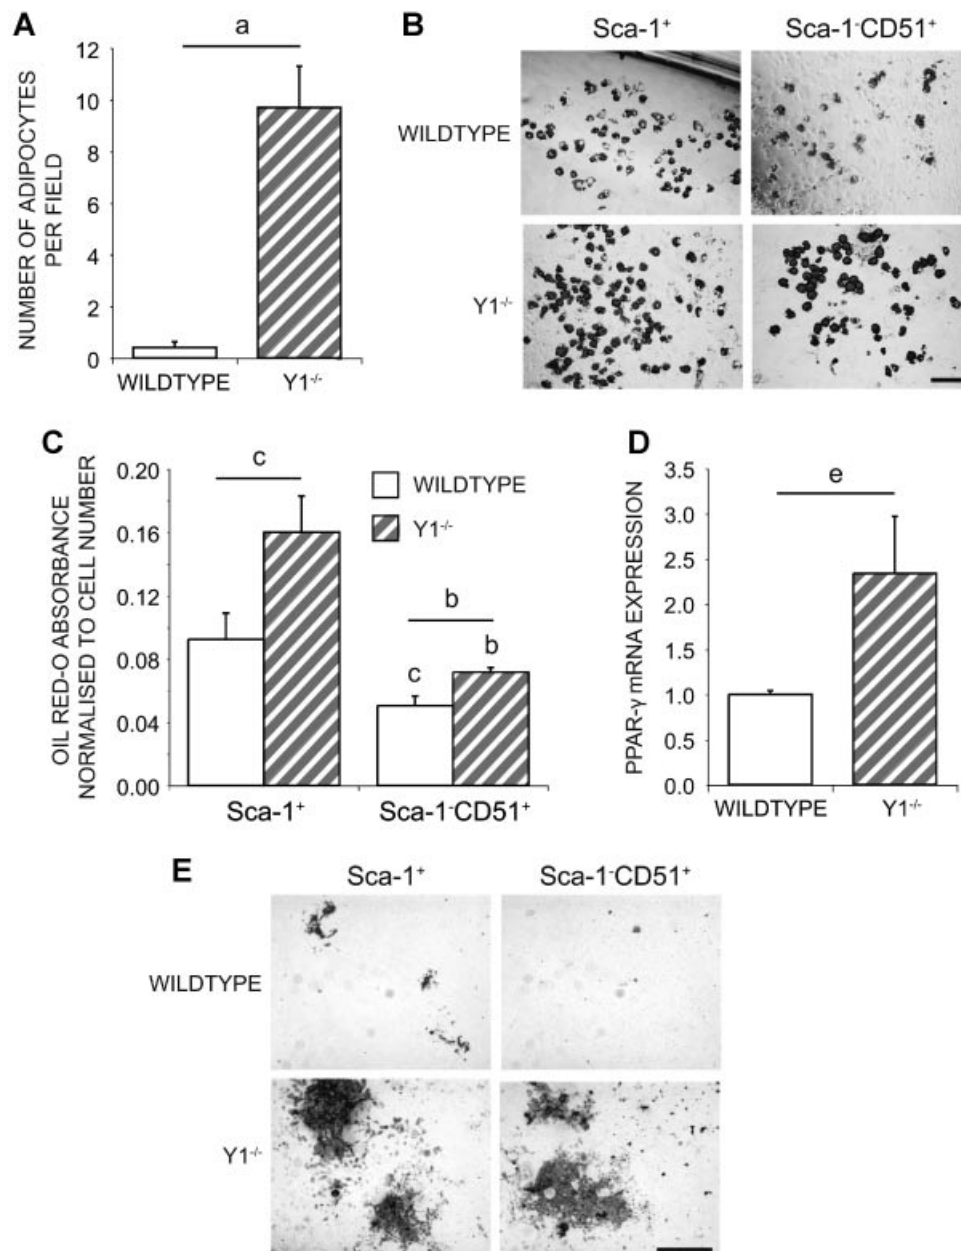 A
a
NUMBER OF ADIPOCYTES
PER FIELD
12
10
8
6
4
2
0
WILDTYPE
Y1⁻/⁻
B
Sca-1⁺
Sca-1⁻CD51⁺
WILDTYPE
Y1⁻/⁻
C
OIL RED-O ABSORBANCE
NORMALISED TO CELL NUMBER
0.20
0.16
0.12
0.08
0.04
0.00
c
WILDTYPE
Y1⁻/⁻
b
c
b
Sca-1⁺
Sca-1⁻CD51⁺
D
PPAR-γ mRNA EXPRESSION
3.5
3.0
2.5
2.0
1.5
1.0
0.5
0.0
e
WILDTYPE
Y1⁻/⁻
E
Sca-1⁺
Sca-1⁻CD51⁺
WILDTYPE
Y1⁻/⁻